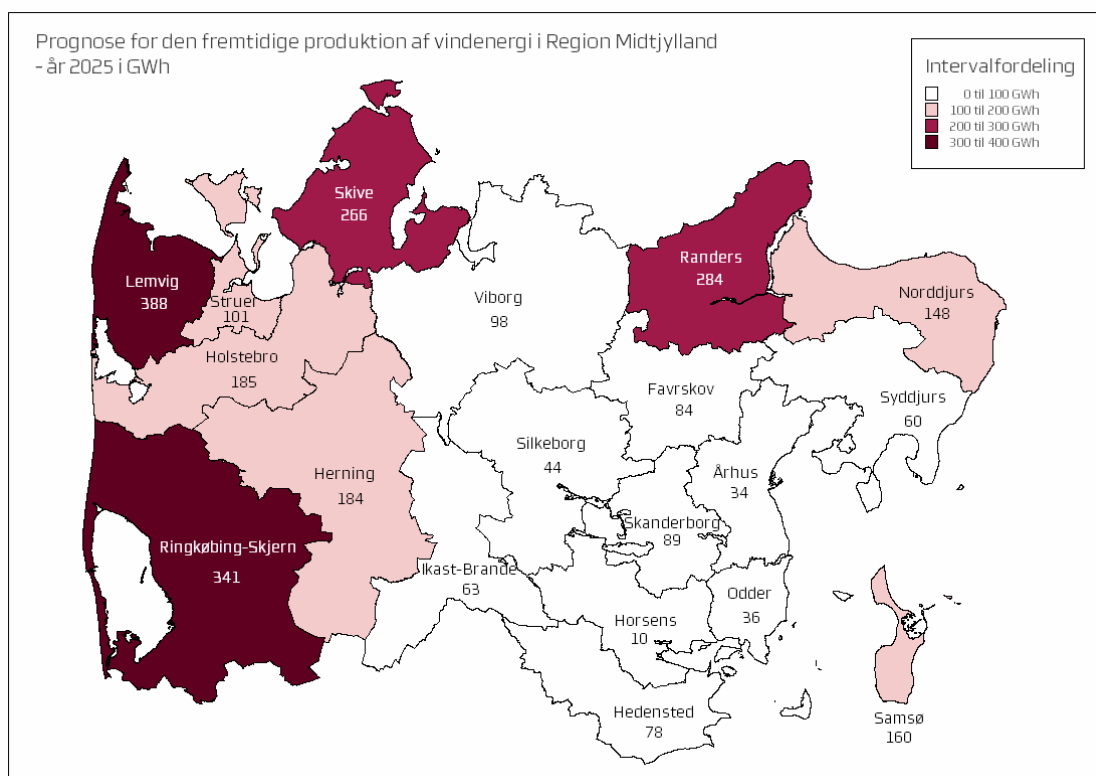 Prognose for den fremtidige produktion af vindenergi i Region Midtjylland
- år 2025 i GWh
Intervalfordeling
0 til 100 GWh
100 til 200 GWh
200 til 300 GWh
300 til 400 GWh
Skive
266
Lemvig
388
Struer
101
Holstebro
185
Viborg
98
Randers
284
Norddjurs
148
Favrskov
84
Syddjurs
60
Silkeborg
44
Århus
34
Herning
184
Skanderborg
89
Ringkøbing-Skjern
341
Ikast-Brande
63
Odder
36
Horsens
10
Hedensted
78
Samsø
160